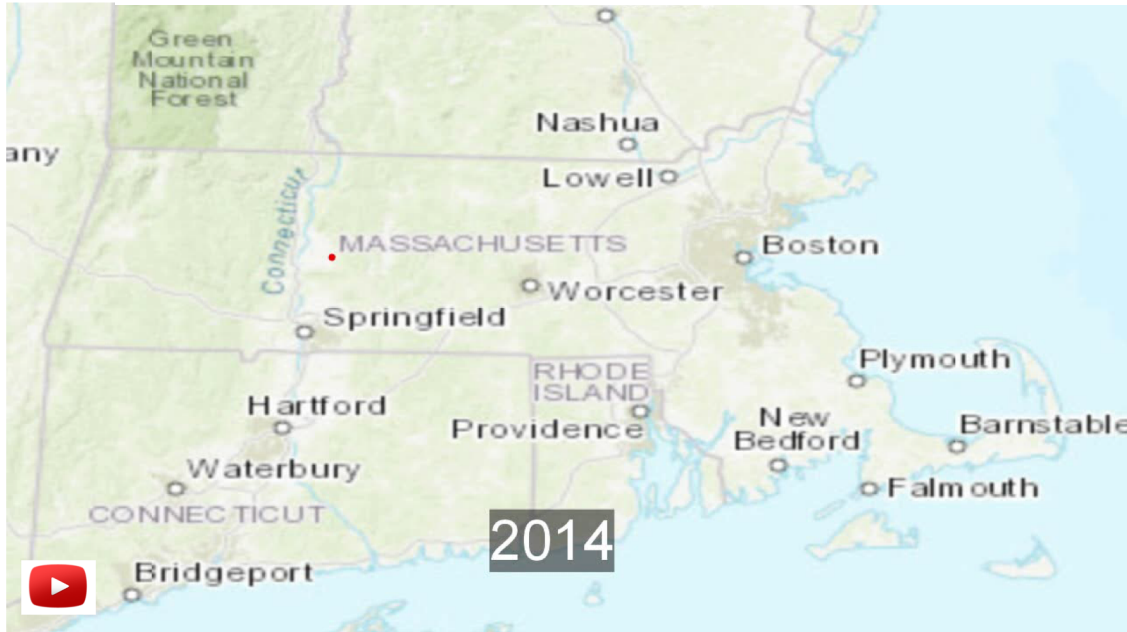 Green
Mountain
National
Forest
Nashua
any
Lowell
Connecticut
MASSACHUSETTS
Boston
Worcester
Springfield
Plymouth
RHODE
ISLAND
Hartford
New
Bedford
Providence
Barnstable
Waterbury
Falmouth
CONNECTICUT
2014
Bridgeport